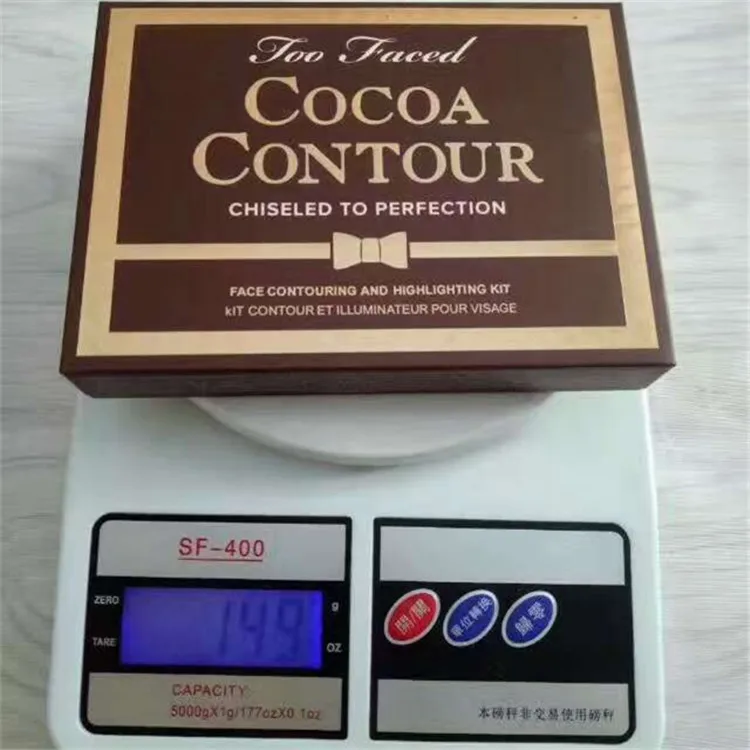 Too Faced
COCOA
CONTOUR
CHISELED TO PERFECTION
FACE CONTOURING AND HIGHLIGHTING KIT
kIT CONTOUR ET ILLUMINATEUR POUR VISAGE
SF-400
ZERO
149
g
TARE
OZ
CAPACITY:
5000gX1g/177ozX0.1oz
開/關
單位轉換
歸零
本磅秤非交易使用磅秤